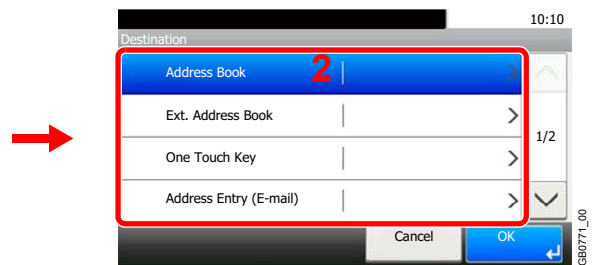 10:10
Destination
Address Book 2
Ext. Address Book
1/2
One Touch Key
Address Entry (E-mail)
Cancel OK
GB0771_00